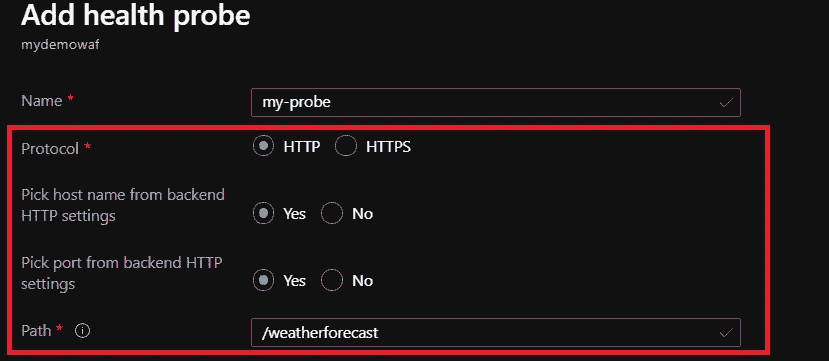 Add health probe
mydemowaf
Name *
my-probe
Protocol *
HTTP HTTPS
Pick host name from backend
HTTP settings
Yes No
Pick port from backend HTTP
settings
Yes No
Path *
/weatherforecast